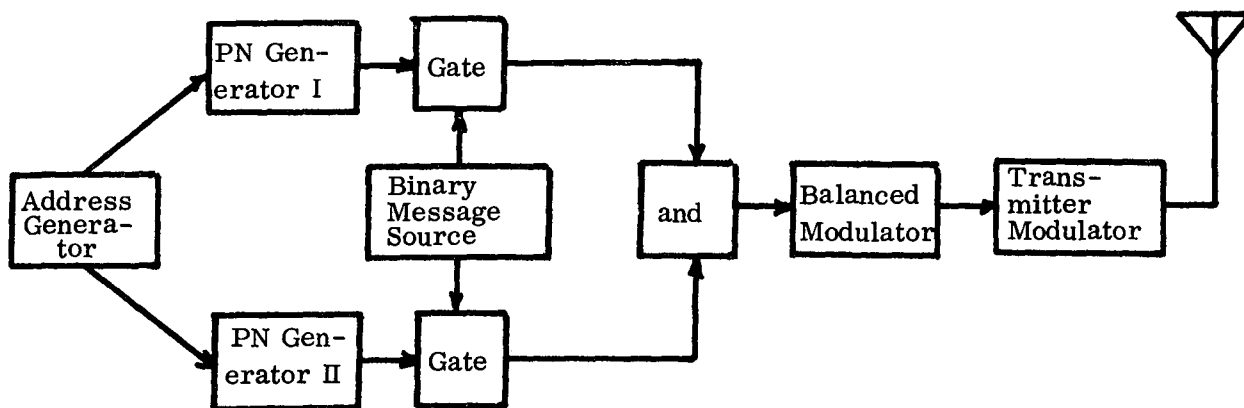 PN Gen-
erator I
Gate
Address
Genera-
tor
Binary
Message
Source
and
Balanced
Modulator
Trans-
mitter
Modulator
PN Gen-
erator II
Gate